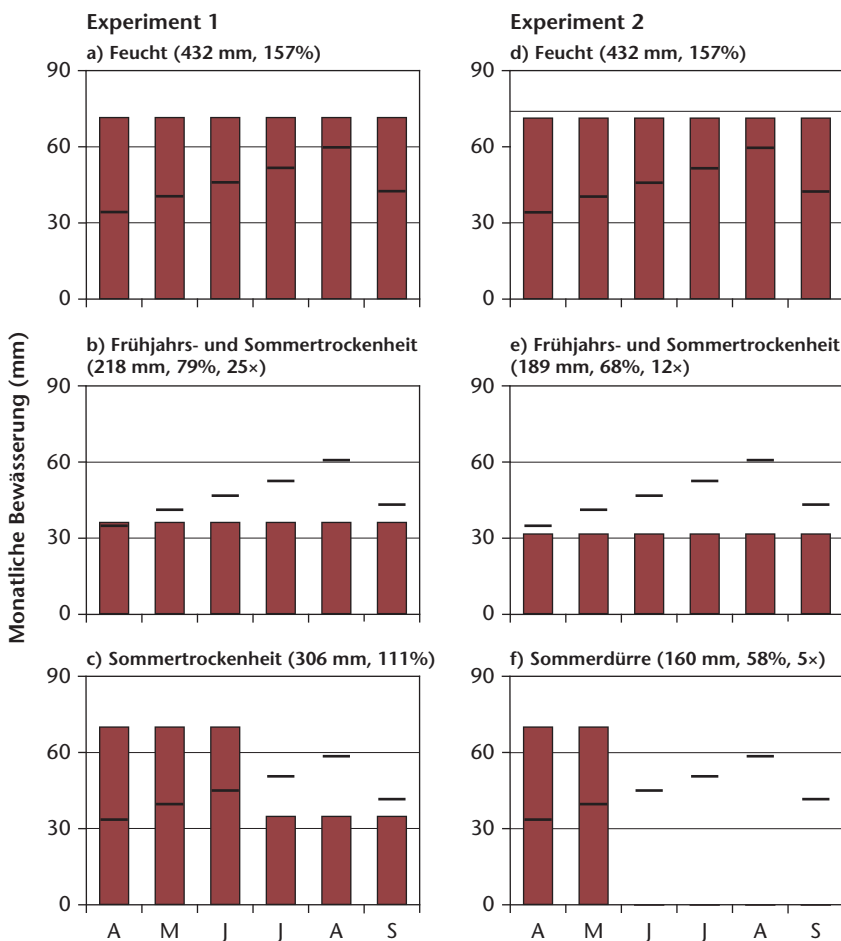 Experiment 1
a) Feucht (432 mm, 157%)
90
60
30
0
b) Frühjahrs- und Sommertrockenheit
(218 mm, 79%, 25×)
90
60
30
0
c) Sommertrockenheit (306 mm, 111%)
90
60
30
0
A M J J A S
Monatliche Bewässerung (mm)
Experiment 2
d) Feucht (432 mm, 157%)
90
60
30
0
e) Frühjahrs- und Sommertrockenheit
(189 mm, 68%, 12×)
90
60
30
0
f) Sommerdürre (160 mm, 58%, 5×)
90
60
30
0
A M J J A S